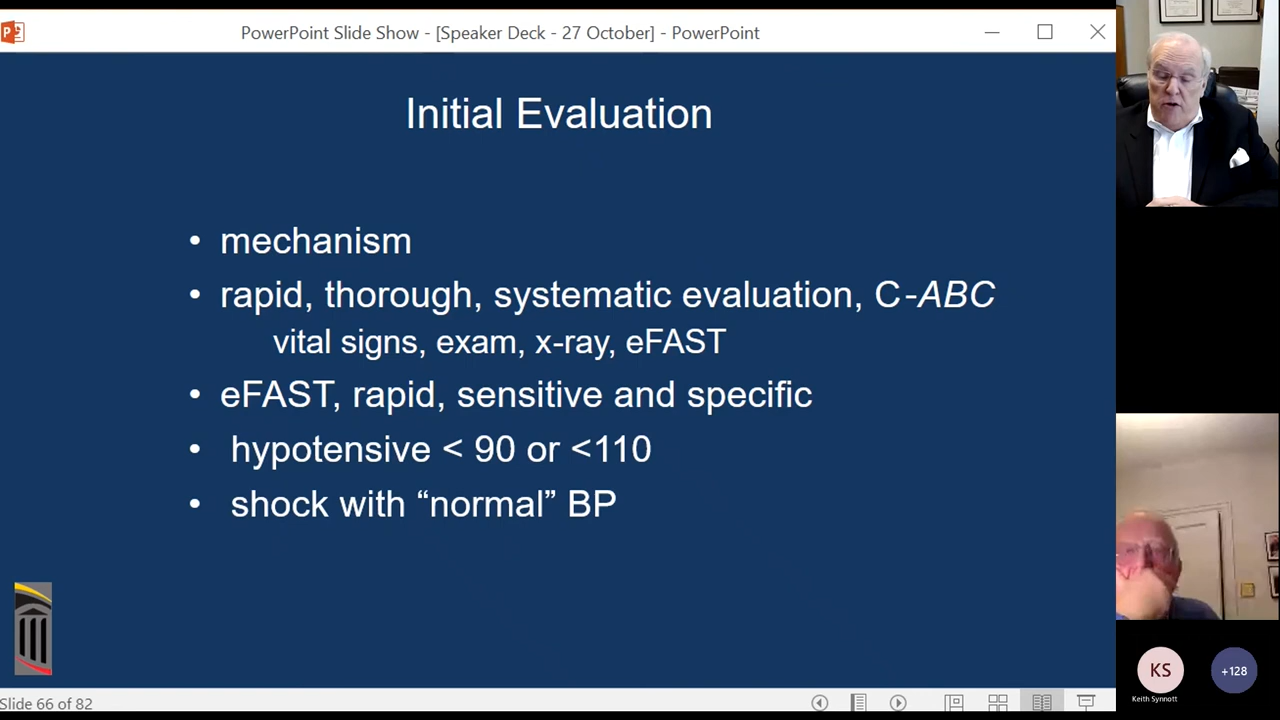 PowerPoint Slide Show - [Speaker Deck - 27 October] - PowerPoint
Initial Evaluation
• mechanism
• rapid, thorough, systematic evaluation, C-ABC
vital signs, exam, x-ray, eFAST
• eFAST, rapid, sensitive and specific
• hypotensive < 90 or <110
• shock with “normal” BP
KS
+128
Keith Synnott
Slide 66 of 82